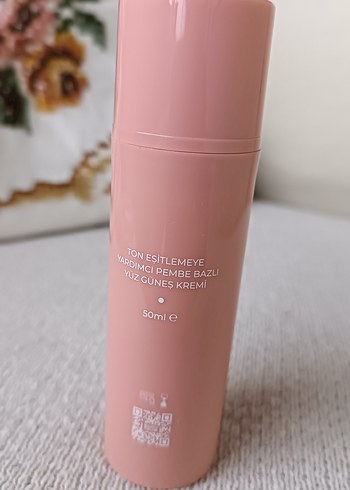 TON EŞİTLEMEYE
YARDIMCI PEMBE BAZLI
YÜZ GÜNEŞ KREMİ
50ml ℮